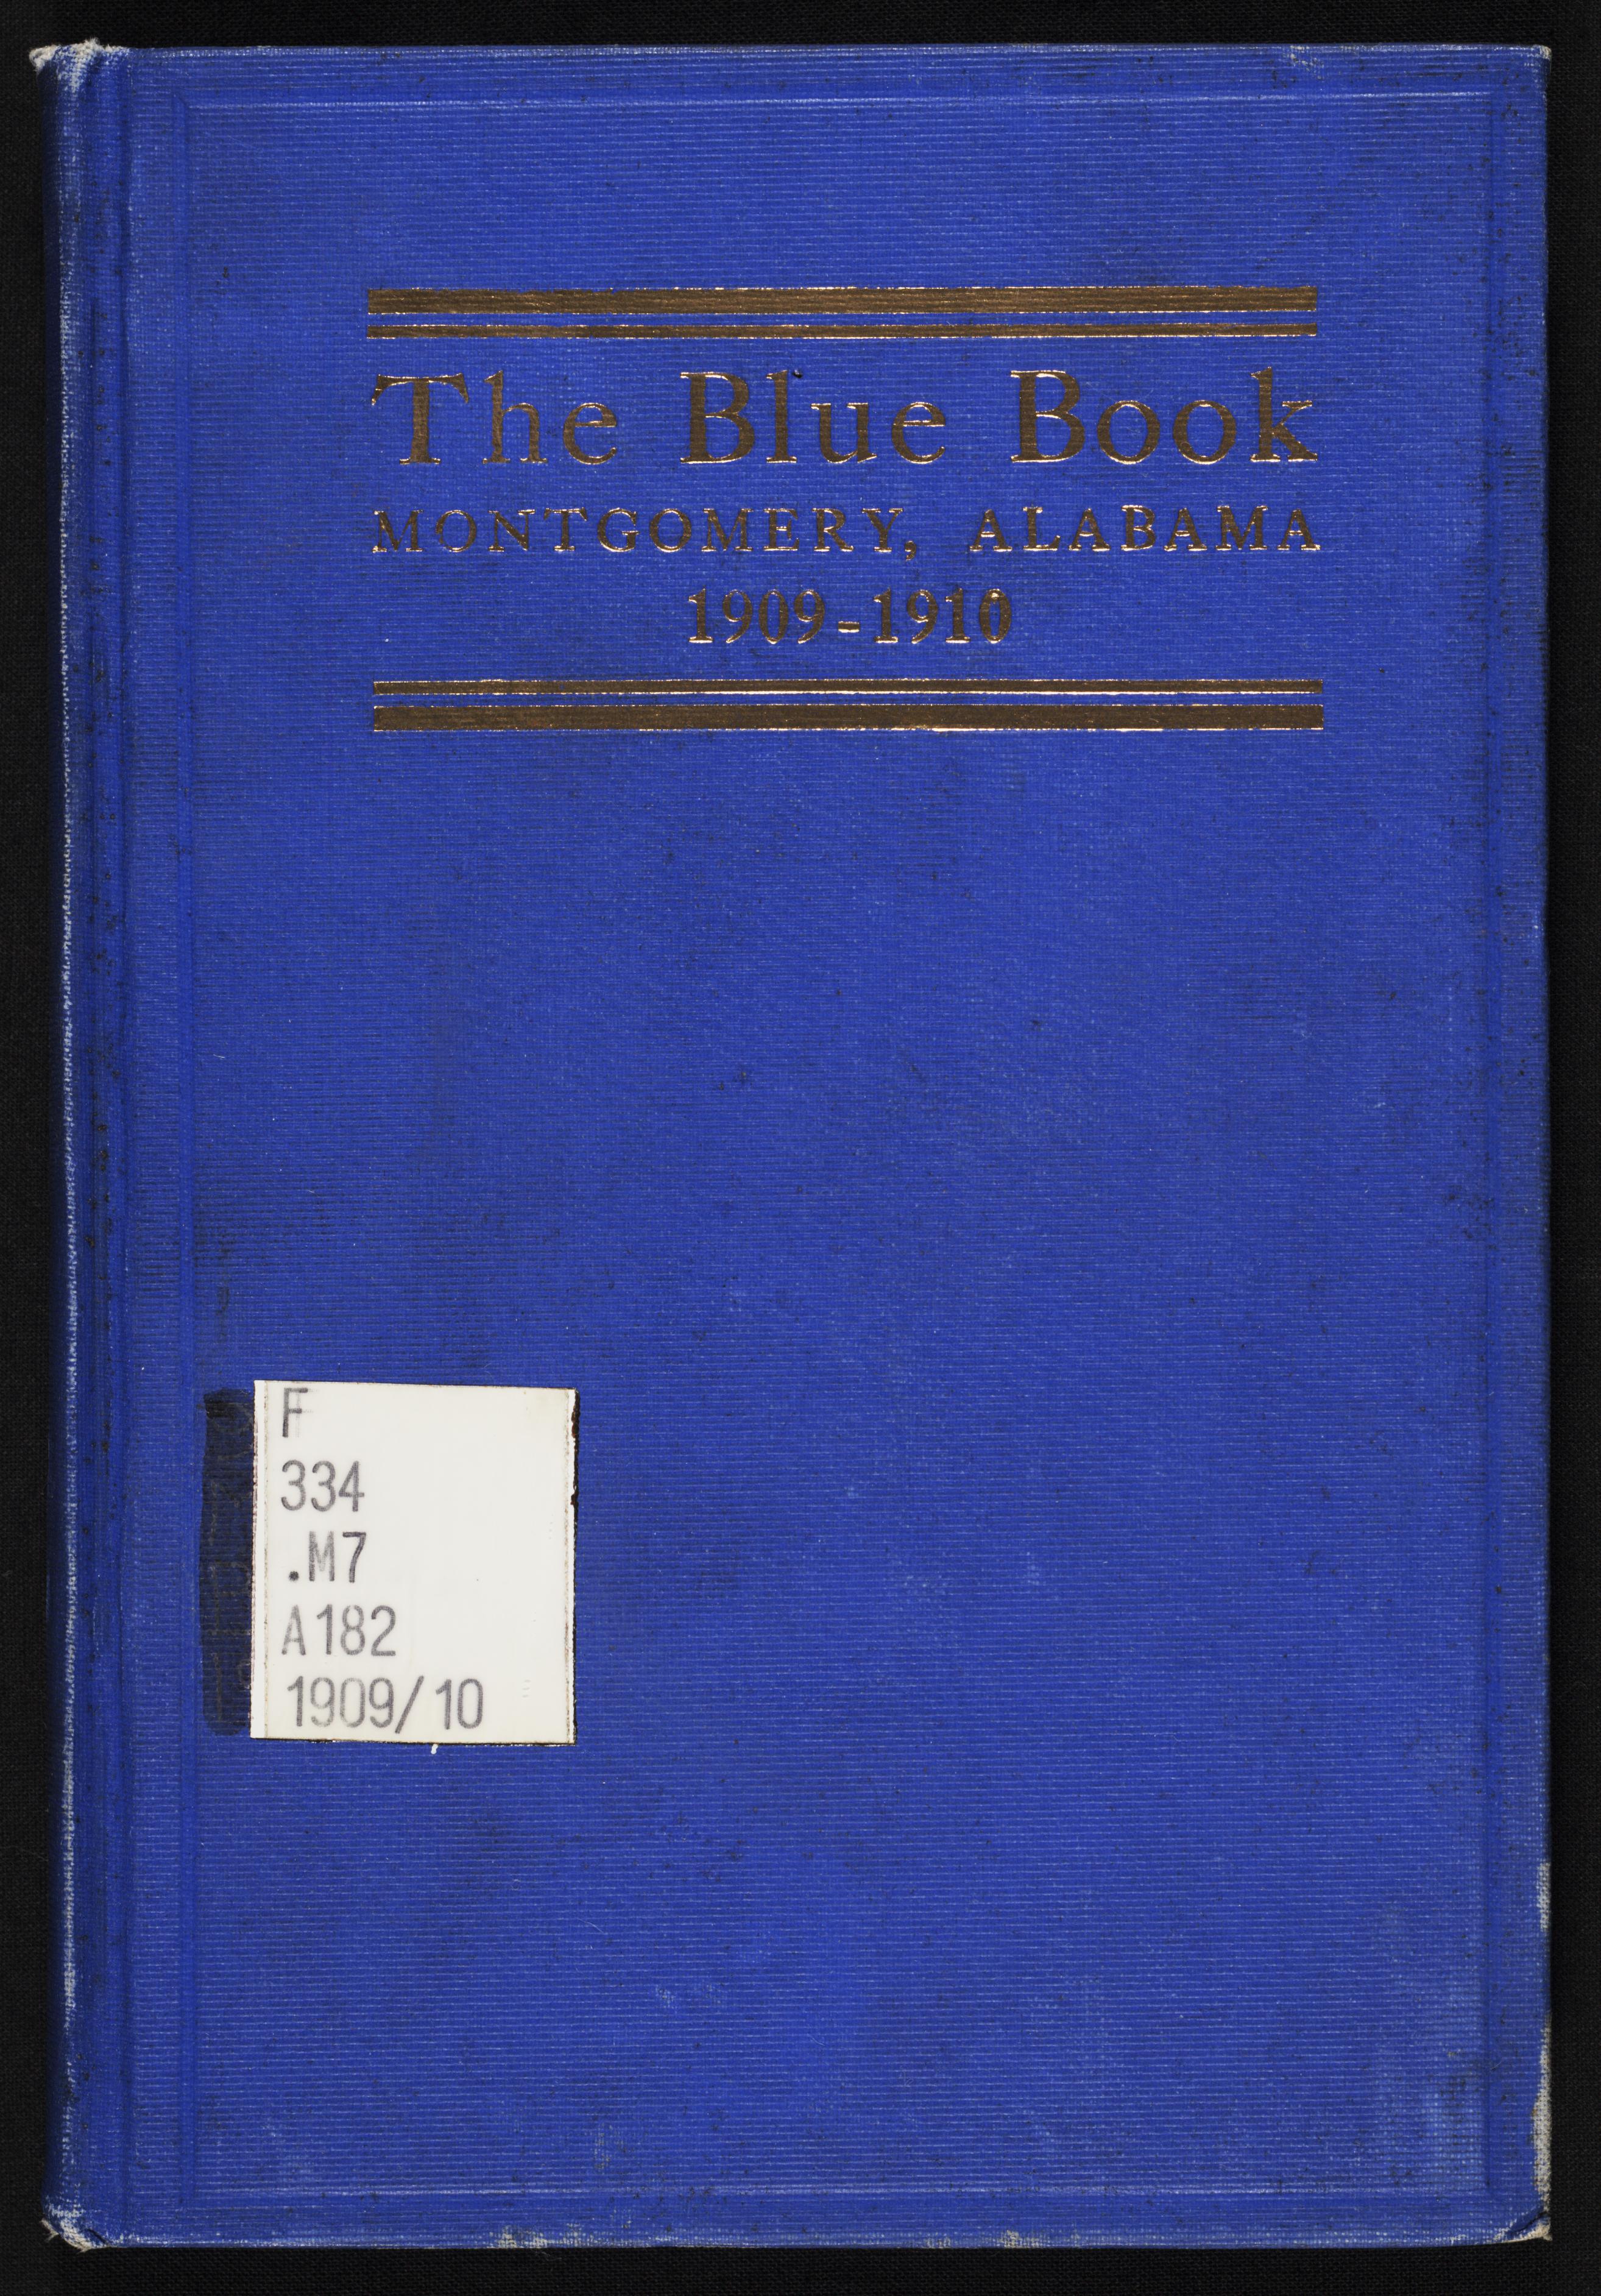 The Blue Book
MONTGOMERY, ALABAMA
1909-1910
F
334
.M7
A182
1909/10